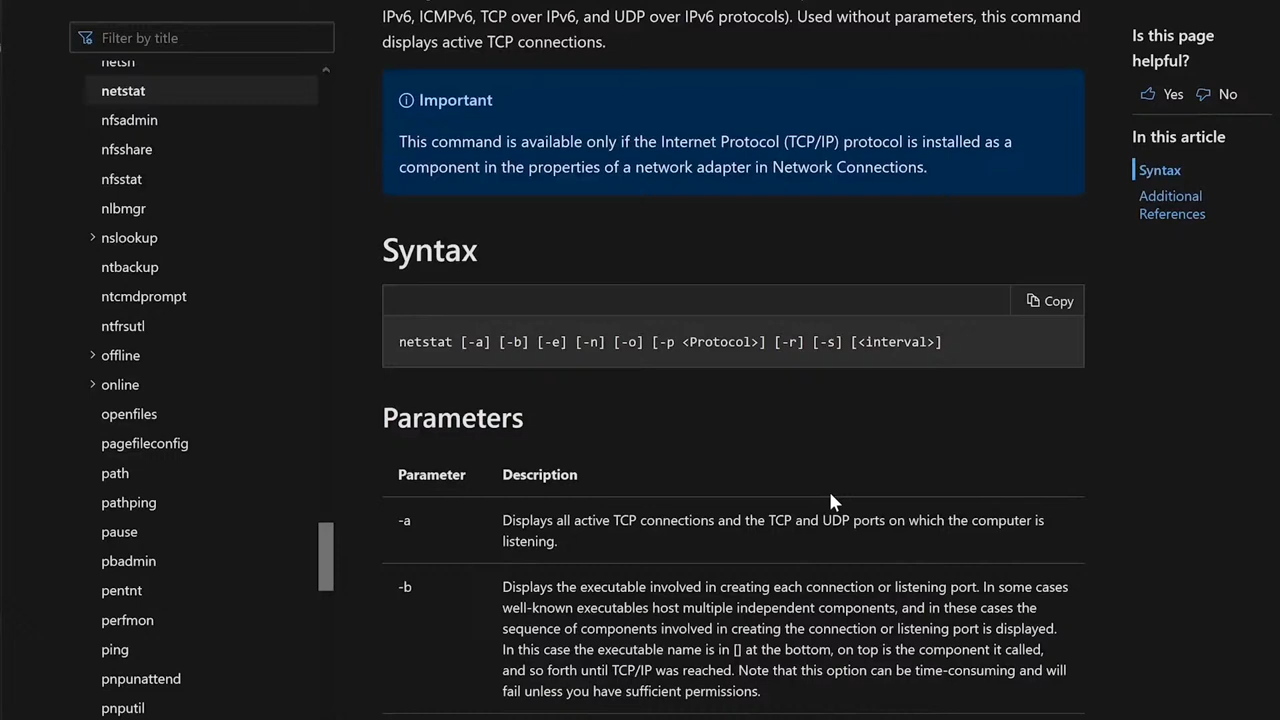 Filter by title
netsh
netstat
nfsadmin
nfsshare
nfsstat
nlbmgr
nslookup
ntbackup
ntcmdprompt
ntfrsutl
offline
online
openfiles
pagefileconfig
path
pathping
pause
pbadmin
pentnt
perfmon
ping
pnpunattend
pnputil
IPv6, ICMPv6, TCP over IPv6, and UDP over IPv6 protocols). Used without parameters, this command
displays active TCP connections.
Important
This command is available only if the Internet Protocol (TCP/IP) protocol is installed as a
component in the properties of a network adapter in Network Connections.
Syntax
Copy
netstat [-a] [-b] [-e] [-n] [-o] [-p <Protocol>] [-r] [-s] [<interval>]
Parameters
Parameter Description
-a Displays all active TCP connections and the TCP and UDP ports on which the computer is
listening.
-b Displays the executable involved in creating each connection or listening port. In some cases
well-known executables host multiple independent components, and in these cases the
sequence of components involved in creating the connection or listening port is displayed.
In this case the executable name is in [] at the bottom, on top is the component it called,
and so forth until TCP/IP was reached. Note that this option can be time-consuming and will
fail unless you have sufficient permissions.
Is this page
helpful?
Yes No
In this article
Syntax
Additional
References